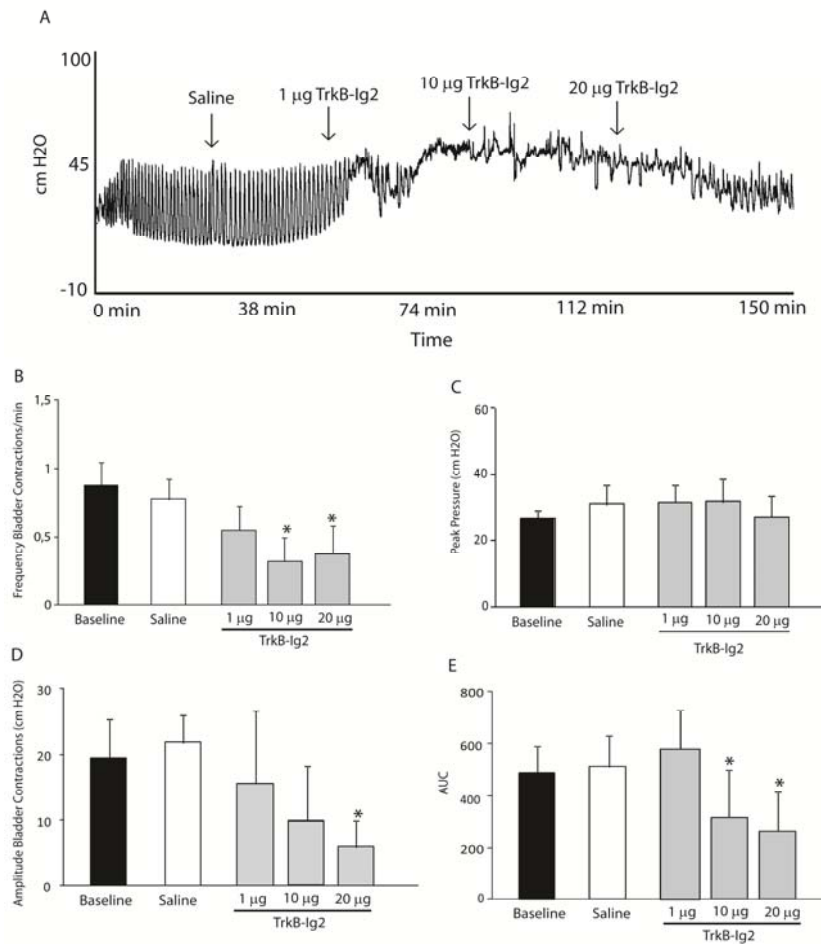 A
100
45
-10
cm H2O
Saline
1 µg TrkB-Ig2
10 µg TrkB-Ig2
20 µg TrkB-Ig2
0 min 38 min 74 min 112 min 150 min
Time
B
Frequency Bladder Contractions/min
1,5
1
0,5
0
* *
Baseline Saline 1 µg 10 µg 20 µg
TrkB-Ig2
C
Peak Pressure (cm H2O)
60
40
20
0
Baseline Saline 1 µg 10 µg 20 µg
TrkB-Ig2
D
Amplitude Bladder Contractions (cm H2O)
30
20
10
0
*
Baseline Saline 1 µg 10 µg 20 µg
TrkB-Ig2
E
AUC
800
600
400
200
0
* *
Baseline Saline 1 µg 10 µg 20 µg
TrkB-Ig2